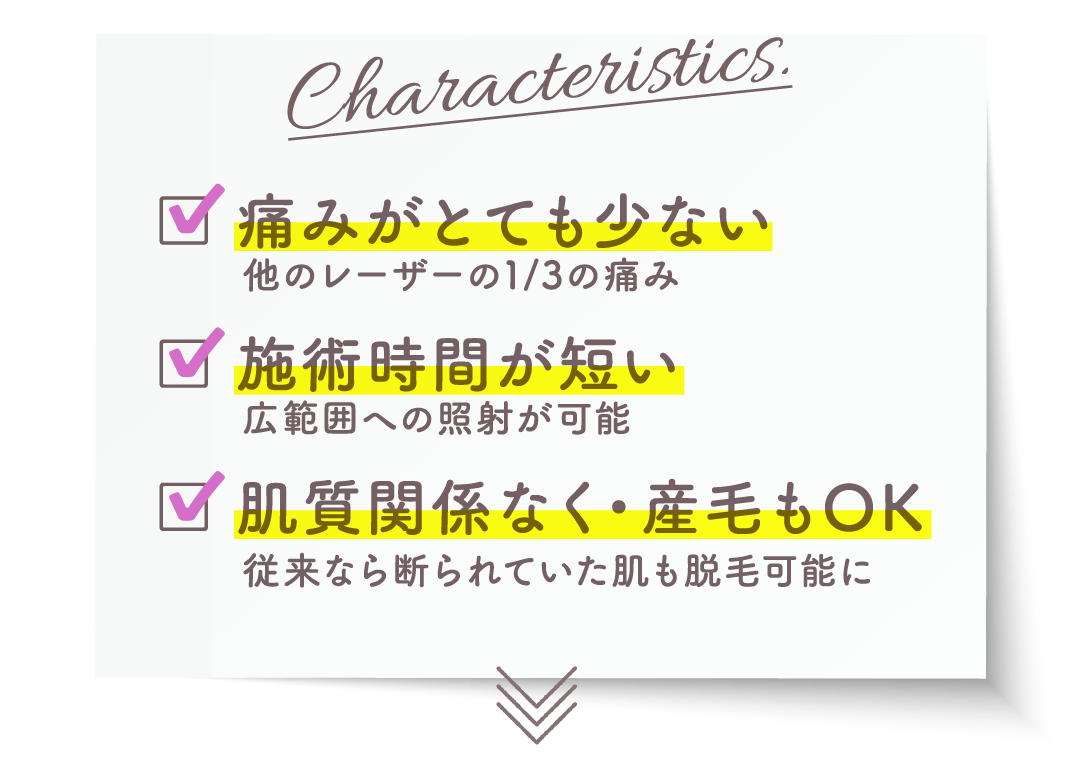 Characteristics.
痛みがとても少ない
他のレーザーの1/3の痛み
施術時間が短い
広範囲への照射が可能
肌質関係なく・産毛もOK
従来なら断られていた肌も脱毛可能に